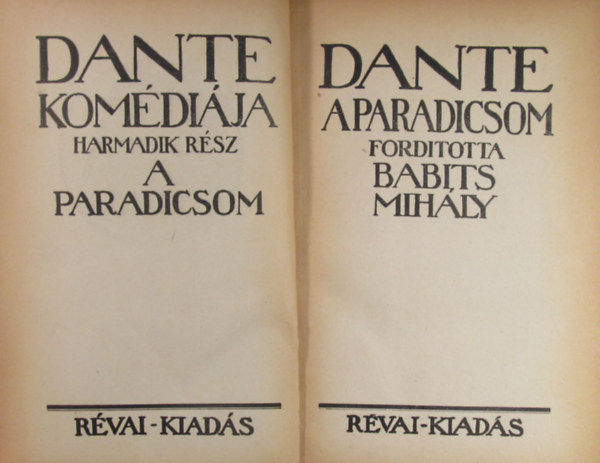 DANTE
KOMÉDIÁJA
HARMADIK RÉSZ
A
PARADICSOM
RÉVAI-KIADÁS
DANTE
A PARADICSOM
FORDITOTTA
BABITS
MIHÁLY
RÉVAI-KIADÁS